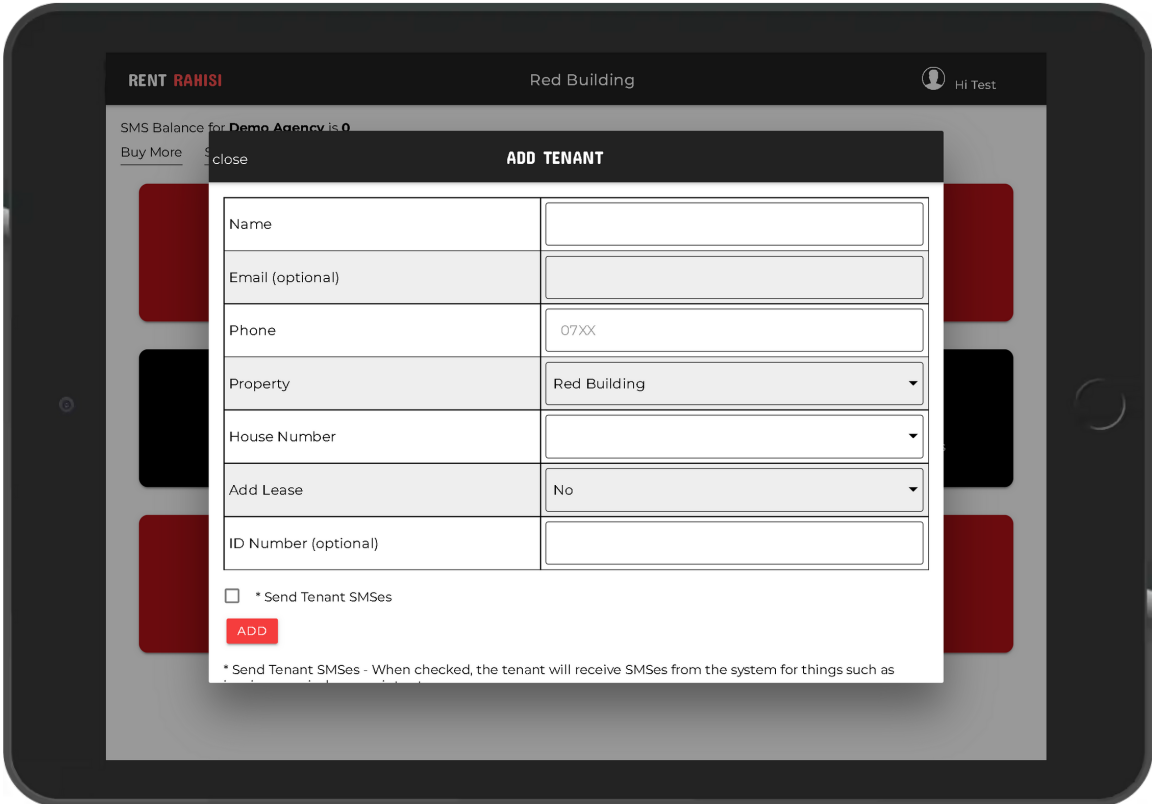 RENT RAHISI
Red Building
Hi Test
SMS Balance for Demo Agency is 0
Buy More
close
ADD TENANT
Name
Email (optional)
Phone
07XX
Property
Red Building
House Number
Add Lease
No
ID Number (optional)
* Send Tenant SMSes
ADD
* Send Tenant SMSes - When checked, the tenant will receive SMSes from the system for things such as